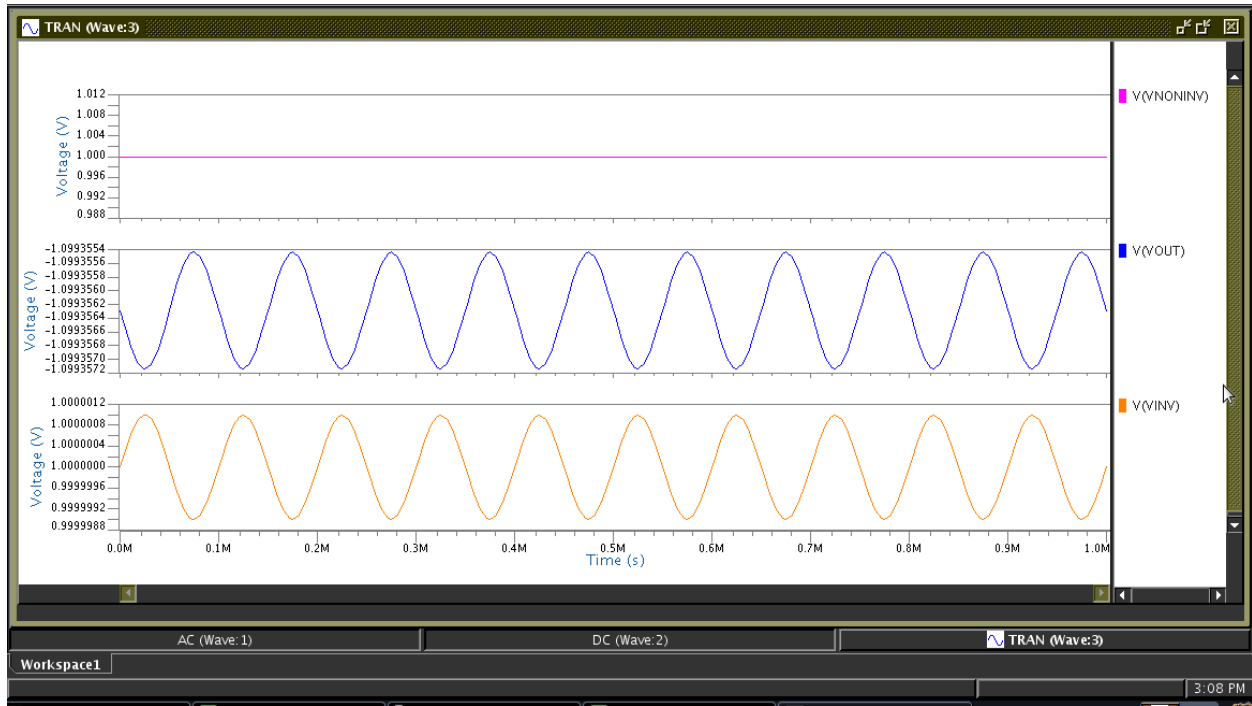 TRAN (Wave:3)
1.012
1.008
1.004
1.000
0.996
0.992
0.988
Voltage (V)
V(VNONINV)
-1.0993554
-1.0993556
-1.0993558
-1.0993560
-1.0993562
-1.0993564
-1.0993566
-1.0993568
-1.0993570
-1.0993572
Voltage (V)
V(VOUT)
1.0000012
1.0000008
1.0000004
1.0000000
0.9999996
0.9999992
0.9999988
Voltage (V)
V(VINV)
0.0M 0.1M 0.2M 0.3M 0.4M 0.5M 0.6M 0.7M 0.8M 0.9M 1.0M
Time (s)
AC (Wave:1) DC (Wave:2) TRAN (Wave:3)
Workspace1
3:08 PM